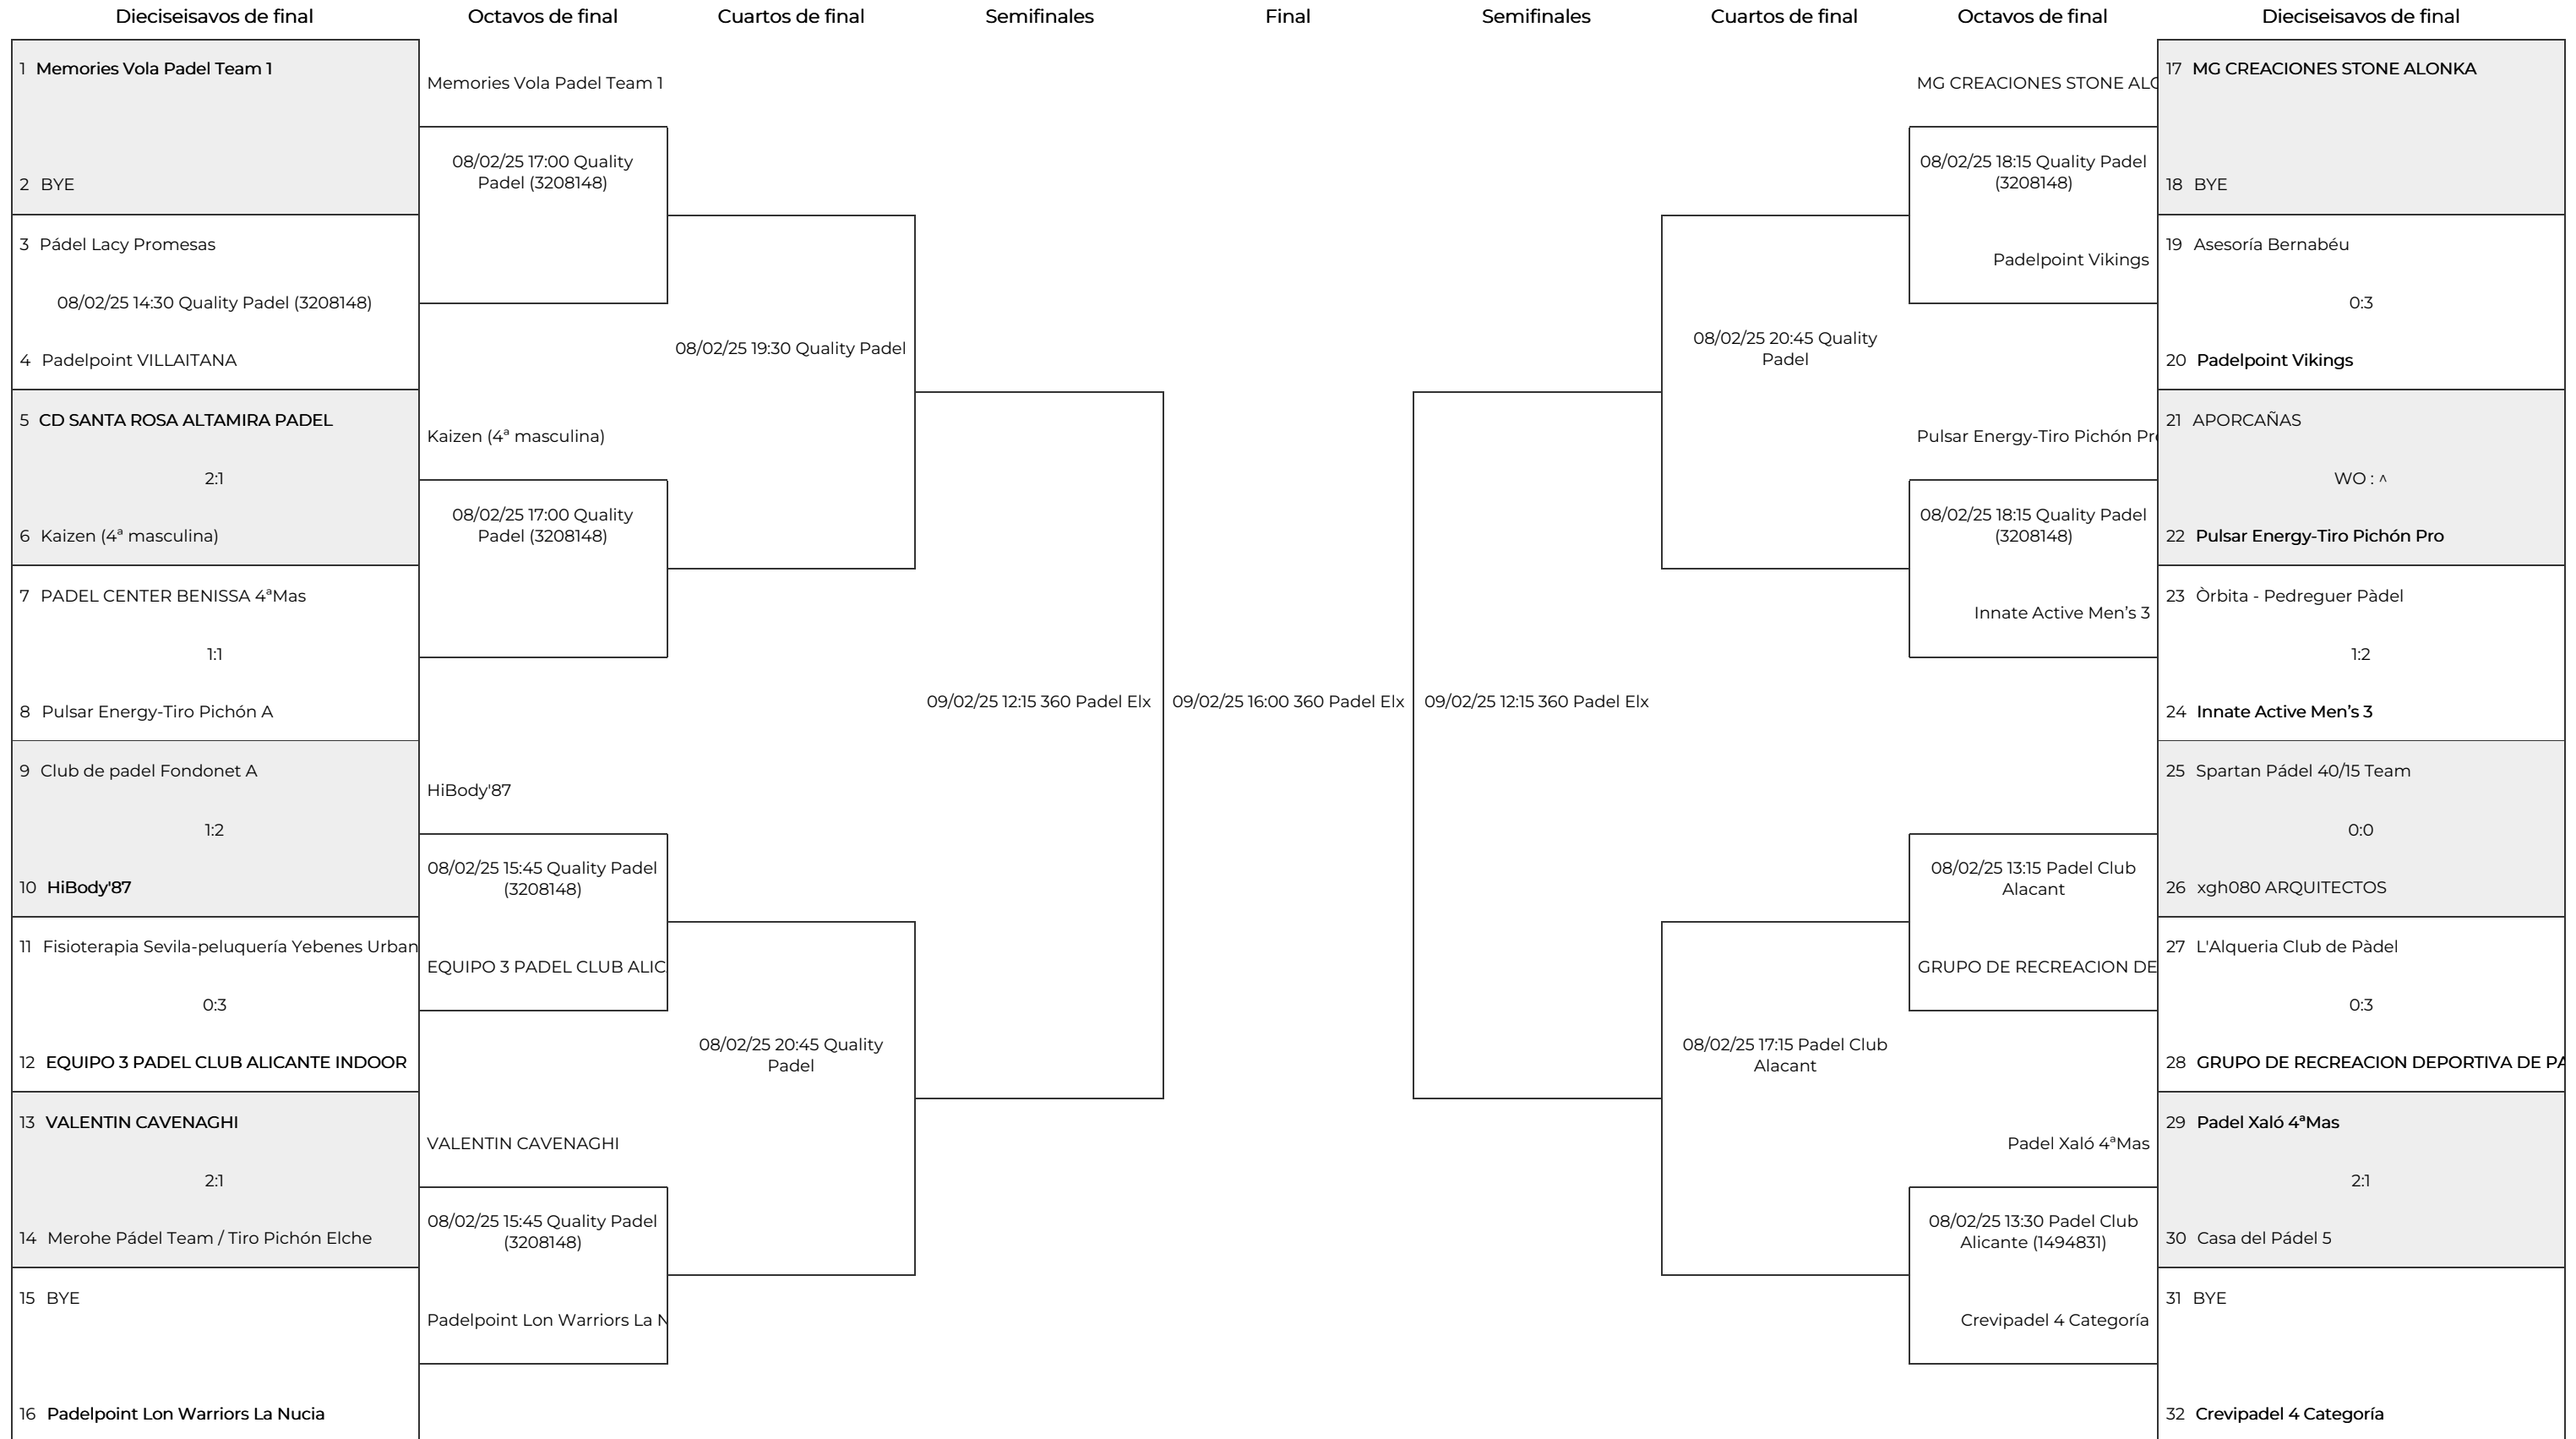 Dieciseisavos de final
Octavos de final
Cuartos de final
Semifinales
Final
Semifinales
Cuartos de final
Octavos de final
Dieciseisavos de final
1 Memories Vola Padel Team 1
2 BYE
3 Pádel Lacy Promesas
08/02/25 14:30 Quality Padel (3208148)
4 Padelpoint VILLAITANA
5 CD SANTA ROSA ALTAMIRA PADEL
2:1
6 Kaizen (4ª masculina)
7 PADEL CENTER BENISSA 4ªMas
1:1
8 Pulsar Energy-Tiro Pichón A
9 Club de padel Fondonet A
1:2
10 HiBody'87
11 Fisioterapia Sevila-peluquería Yebenes Urban
0:3
12 EQUIPO 3 PADEL CLUB ALICANTE INDOOR
13 VALENTIN CAVENAGHI
2:1
14 Merohe Pádel Team / Tiro Pichón Elche
15 BYE
16 Padelpoint Lon Warriors La Nucia
Memories Vola Padel Team 1
08/02/25 17:00 Quality
Padel (3208148)
Kaizen (4ª masculina)
08/02/25 17:00 Quality
Padel (3208148)
HiBody'87
08/02/25 15:45 Quality Padel
(3208148)
EQUIPO 3 PADEL CLUB ALIC
VALENTIN CAVENAGHI
08/02/25 15:45 Quality Padel
(3208148)
Padelpoint Lon Warriors La N
08/02/25 19:30 Quality Padel
08/02/25 20:45 Quality
Padel
09/02/25 12:15 360 Padel Elx
09/02/25 16:00 360 Padel Elx
09/02/25 12:15 360 Padel Elx
08/02/25 20:45 Quality
Padel
08/02/25 17:15 Padel Club
Alacant
MG CREACIONES STONE ALO
08/02/25 18:15 Quality Padel
(3208148)
Padelpoint Vikings
Pulsar Energy-Tiro Pichón Pro
08/02/25 18:15 Quality Padel
(3208148)
Innate Active Men’s 3
08/02/25 13:15 Padel Club
Alacant
GRUPO DE RECREACION DE
Padel Xaló 4ªMas
08/02/25 13:30 Padel Club
Alicante (1494831)
Crevipadel 4 Categoría
17 MG CREACIONES STONE ALONKA
18 BYE
19 Asesoría Bernabéu
0:3
20 Padelpoint Vikings
21 APORCAÑAS
WO : ^
22 Pulsar Energy-Tiro Pichón Pro
23 Òrbita - Pedreguer Pàdel
1:2
24 Innate Active Men’s 3
25 Spartan Pádel 40/15 Team
0:0
26 xgh080 ARQUITECTOS
27 L'Alqueria Club de Pàdel
0:3
28 GRUPO DE RECREACION DEPORTIVA DE PA
29 Padel Xaló 4ªMas
2:1
30 Casa del Pádel 5
31 BYE
32 Crevipadel 4 Categoría